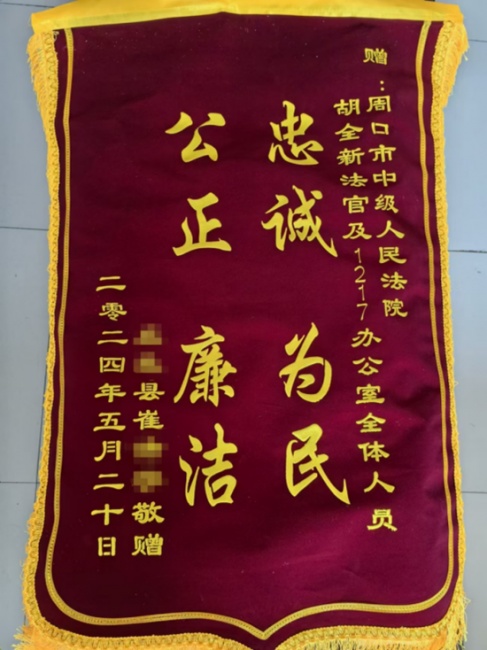 赠：周口市中级人民法院
胡全新法官及1217办公室全体人员
忠诚为民
公正廉洁
县崔
敬赠
二零二四年五月二十日